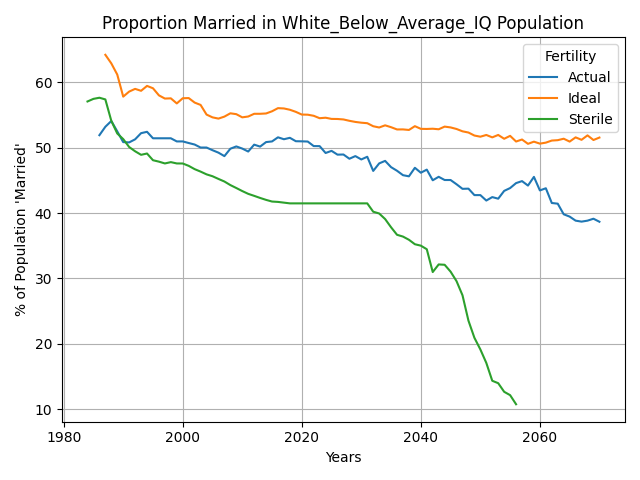 Proportion Married in White_Below_Average_IQ Population
Fertility
Actual
Ideal
Sterile
% of Population 'Married'
60
50
40
30
20
10
1980
2000
2020
2040
2060
Years